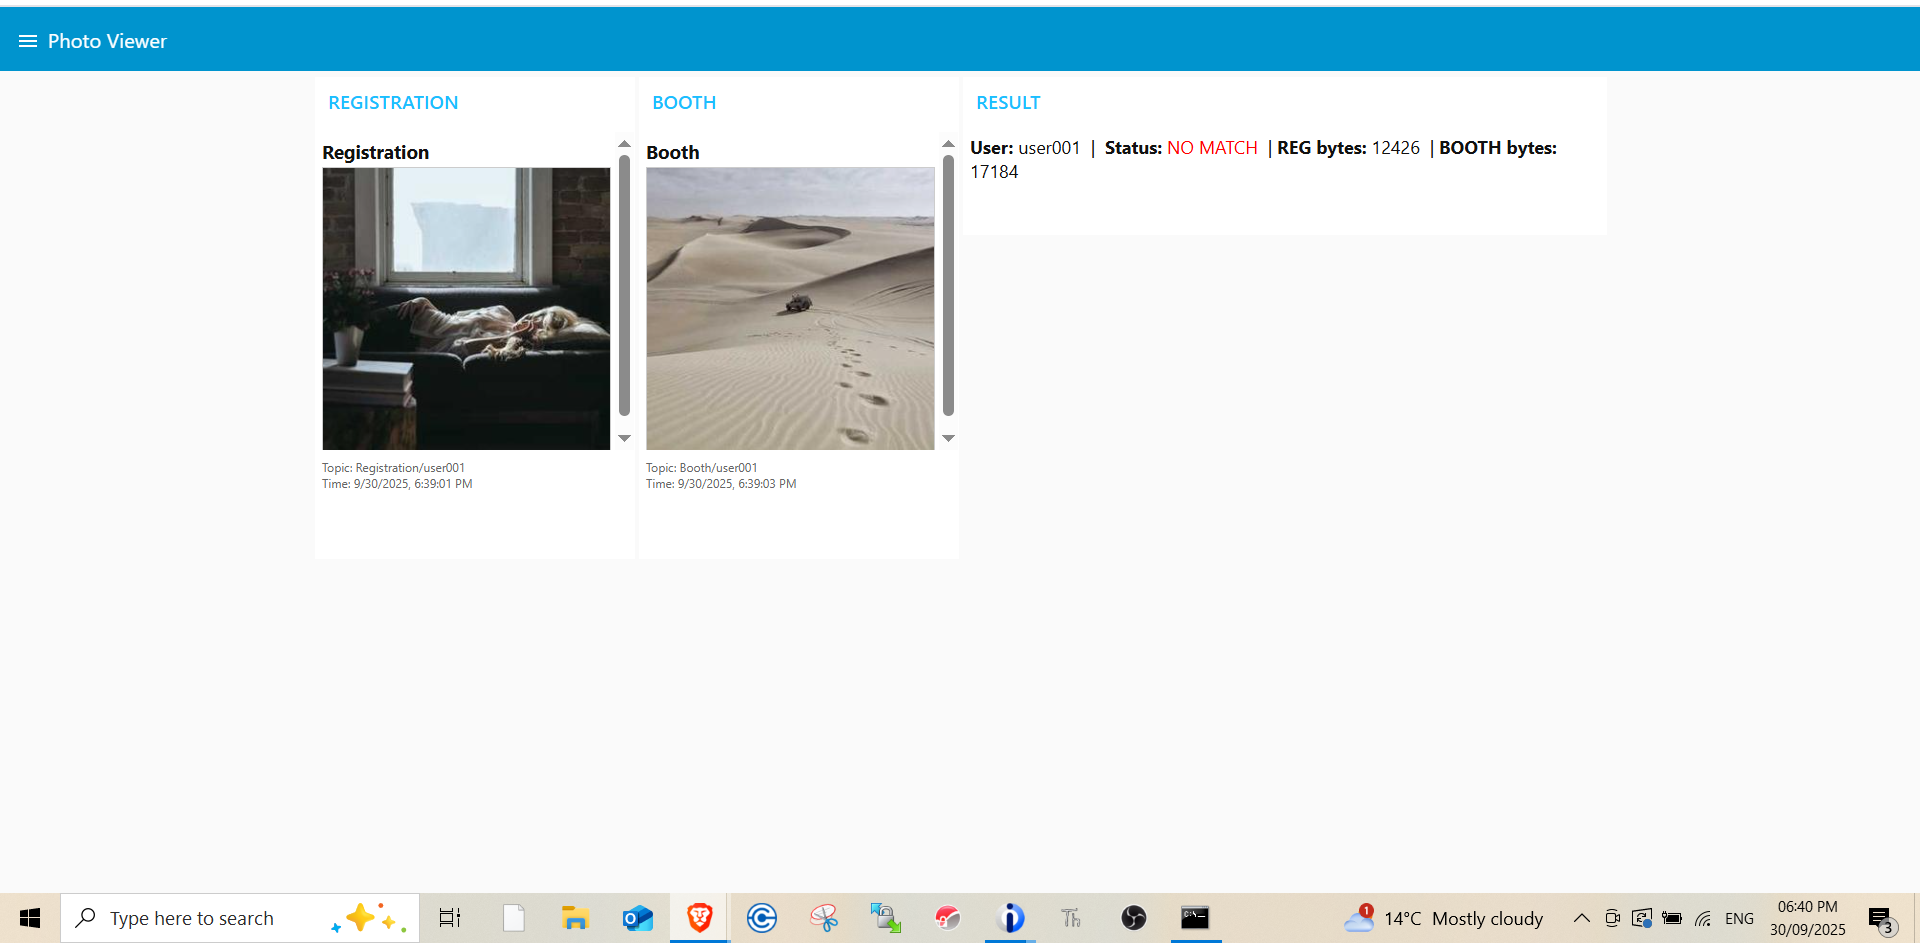 Photo Viewer
REGISTRATION
Registration
Topic: Registration/user001
Time: 9/30/2025, 6:39:01 PM
BOOTH
Booth
Topic: Booth/user001
Time: 9/30/2025, 6:39:03 PM
RESULT
User: user001 | Status: NO MATCH | REG bytes: 12426 | BOOTH bytes:
17184
Type here to search
Th
1
14°C Mostly cloudy
ENG
06:40 PM
30/09/2025
3